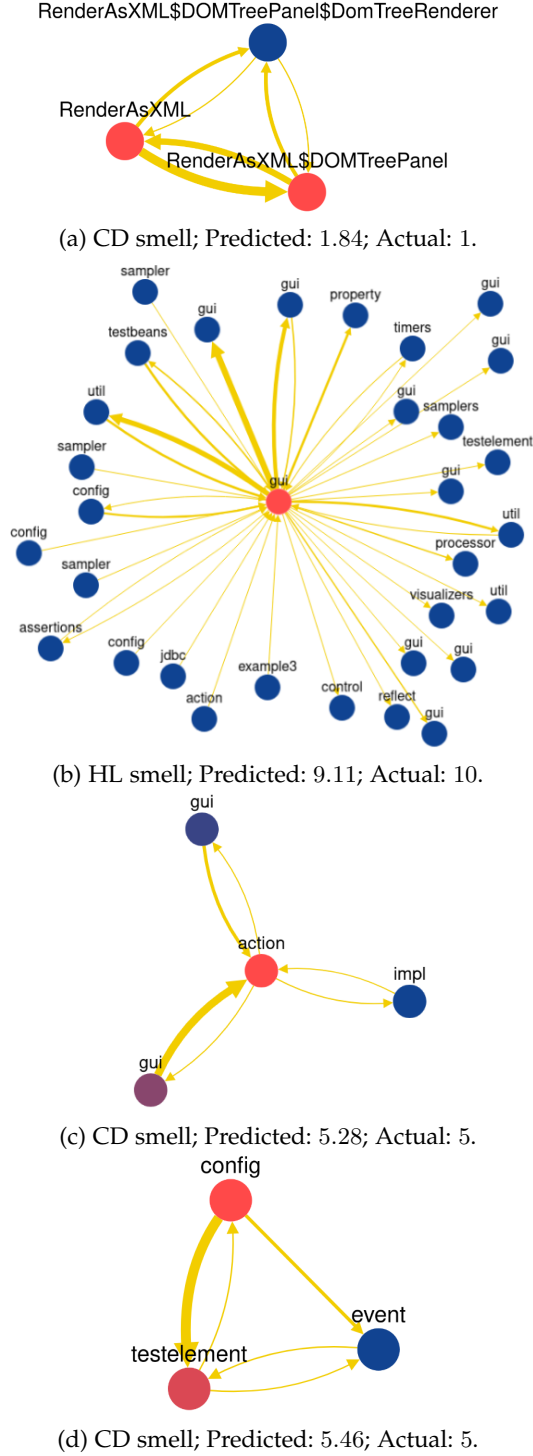 RenderAsXML$DOMTreePanel$DomTreeRenderer
RenderAsXML
RenderAsXML$DOMTreePanel
(a) CD smell; Predicted: 1.84; Actual: 1.
sampler
gui
gui
gui
property
testbeans
timers
gui
util
gui
samplers
sampler
testelement
gui
gui
config
util
config
processor
sampler
visualizers
util
assertions
config
jdbc
example3
gui
gui
action
control
reflect
gui
(b) HL smell; Predicted: 9.11; Actual: 10.
gui
action
impl
gui
(c) CD smell; Predicted: 5.28; Actual: 5.
config
event
testelement
(d) CD smell; Predicted: 5.46; Actual: 5.